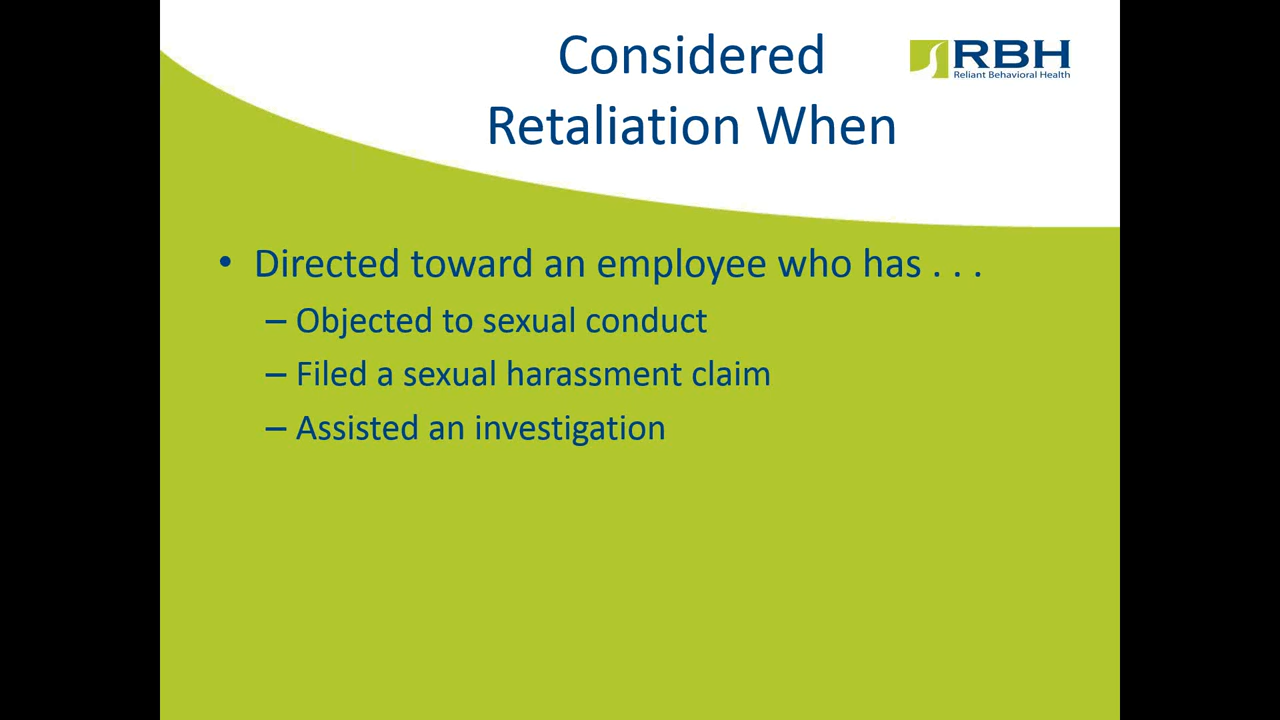 Considered
Retaliation When
RBH
Reliant Behavioral Health
• Directed toward an employee who has . . .
– Objected to sexual conduct
– Filed a sexual harassment claim
– Assisted an investigation